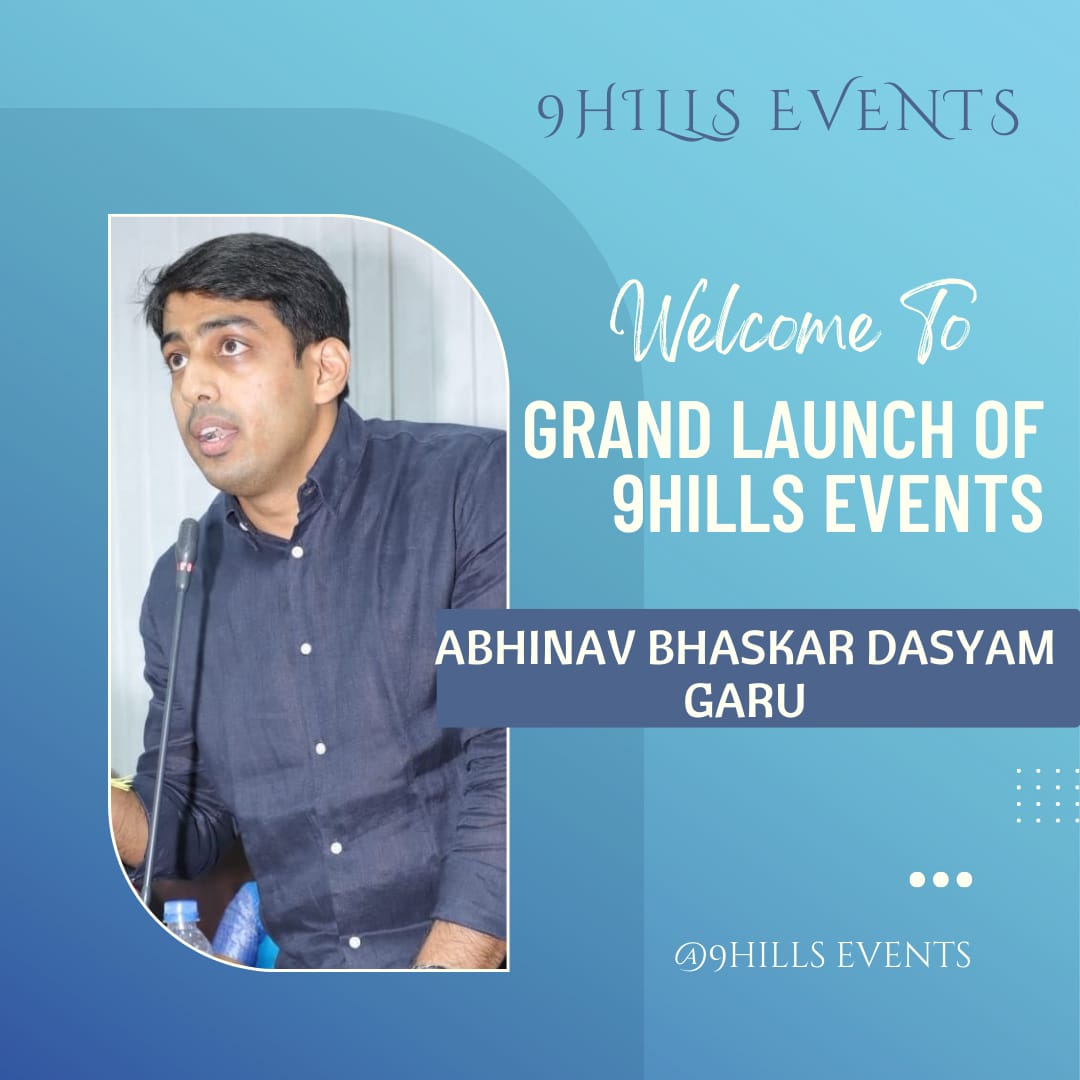 9HILLS EVENTS
Welcome To
GRAND LAUNCH OF
9HILLS EVENTS
ABHINAV BHASKAR DASYAM
GARU
@9HILLS EVENTS